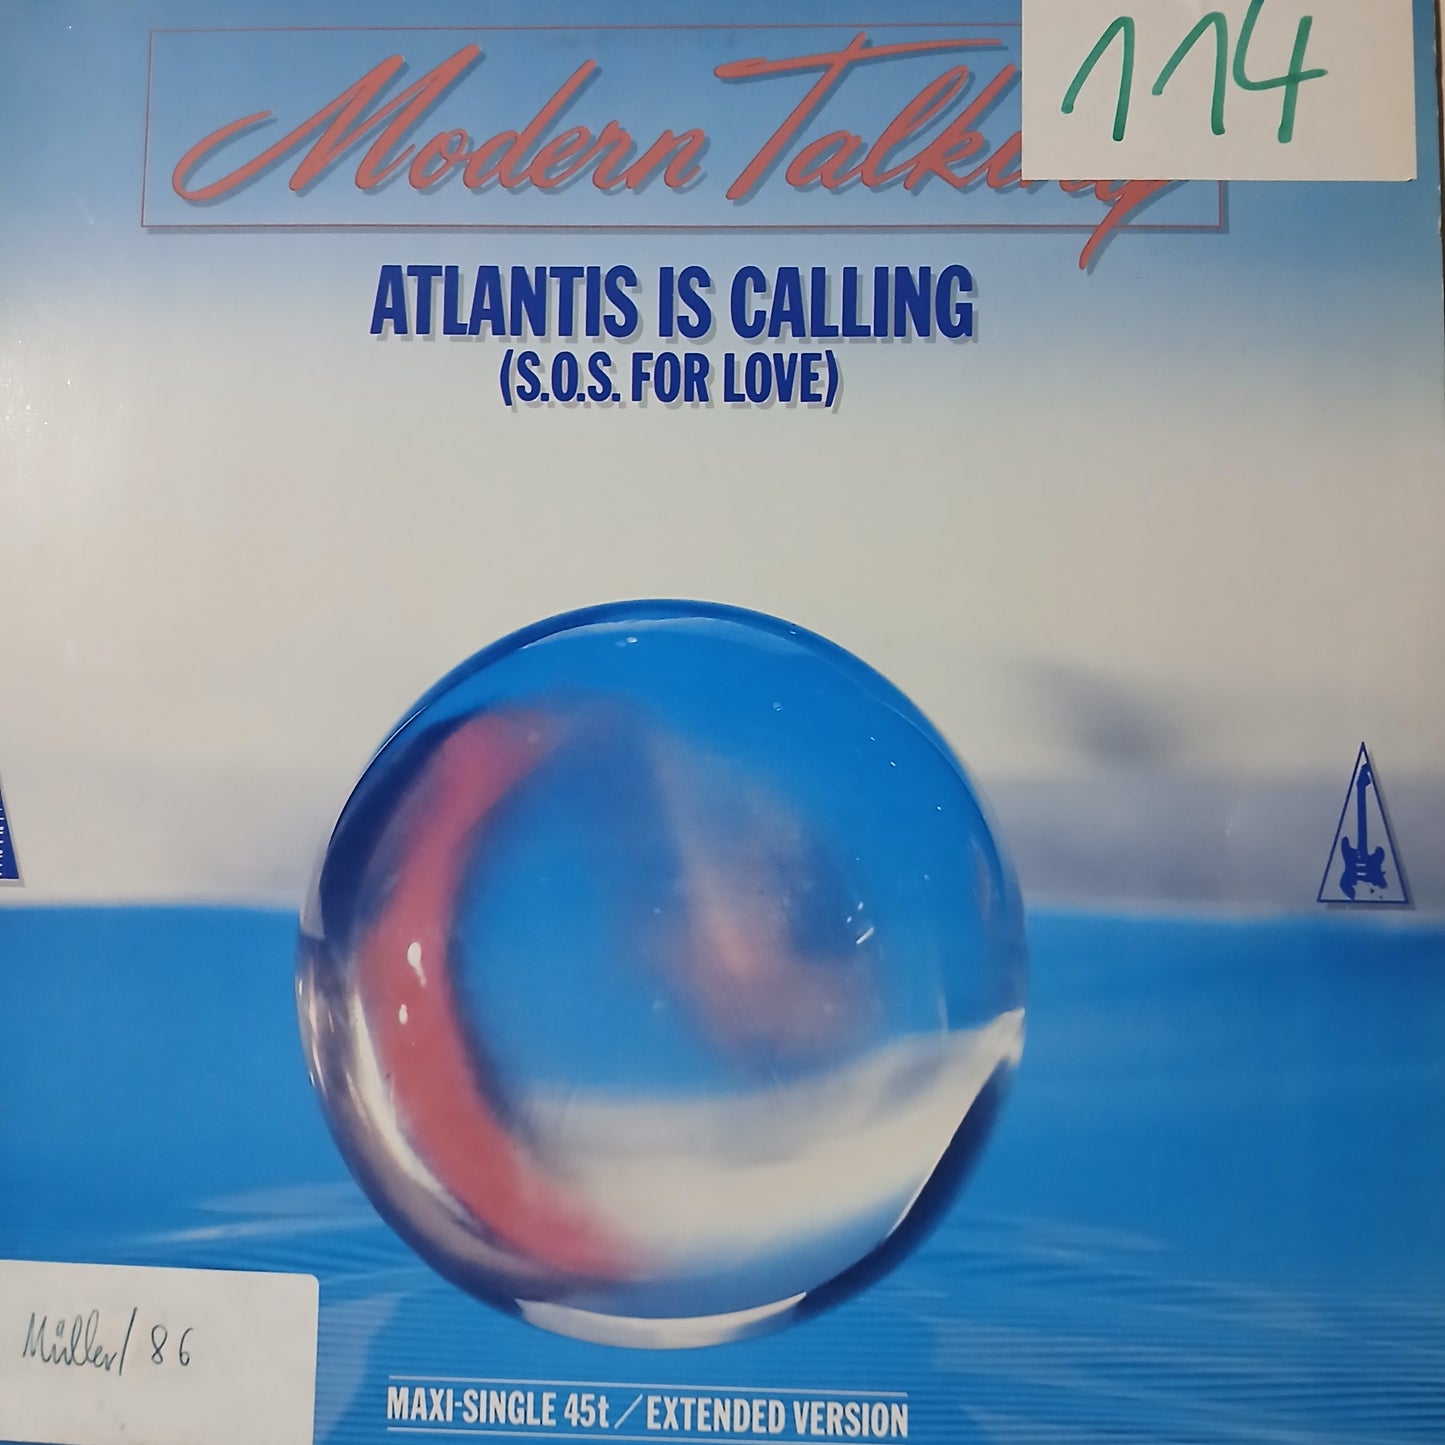 Modern Talking
114
ATLANTIS IS CALLING
(S.O.S. FOR LOVE)
Müller/86
MAXI-SINGLE 45t / EXTENDED VERSION